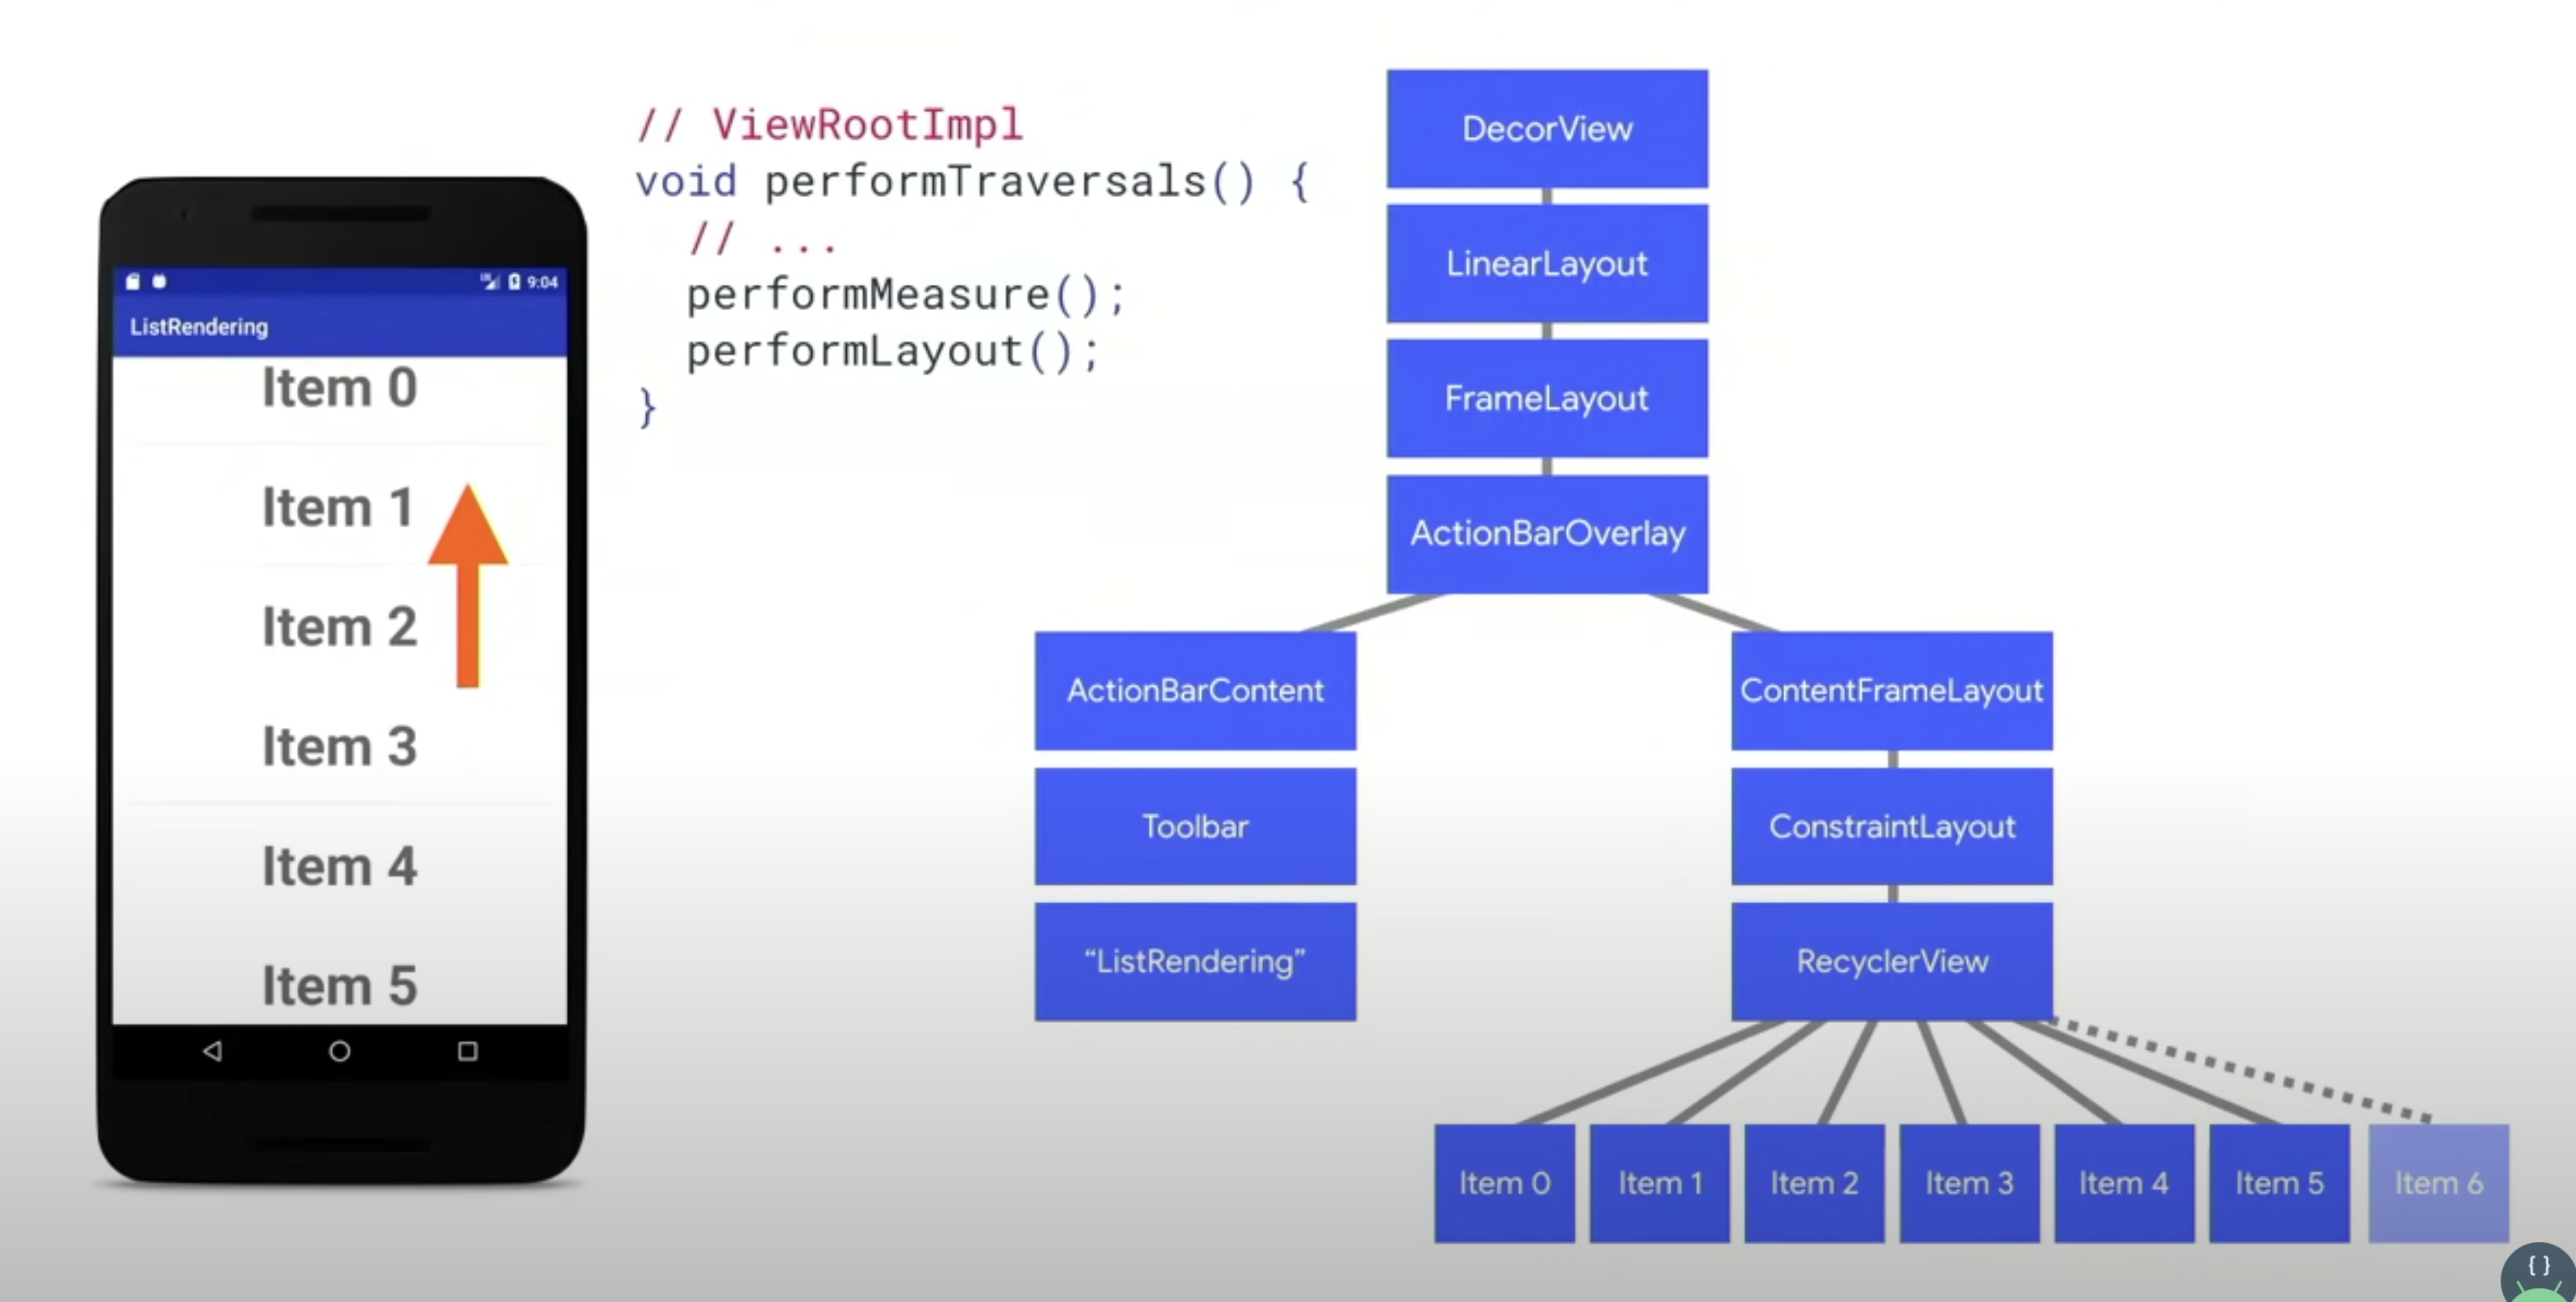 // ViewRootImpl
void performTraversals() {
// ...
performMeasure();
performLayout();
}
9:04
ListRendering
Item 0
Item 1
Item 2
Item 3
Item 4
Item 5
DecorView
LinearLayout
FrameLayout
ActionBarOverlay
ActionBarContent
ContentFrameLayout
Toolbar
ConstraintLayout
“ListRendering”
RecyclerView
Item 0
Item 1
Item 2
Item 3
Item 4
Item 5
Item 6
{}